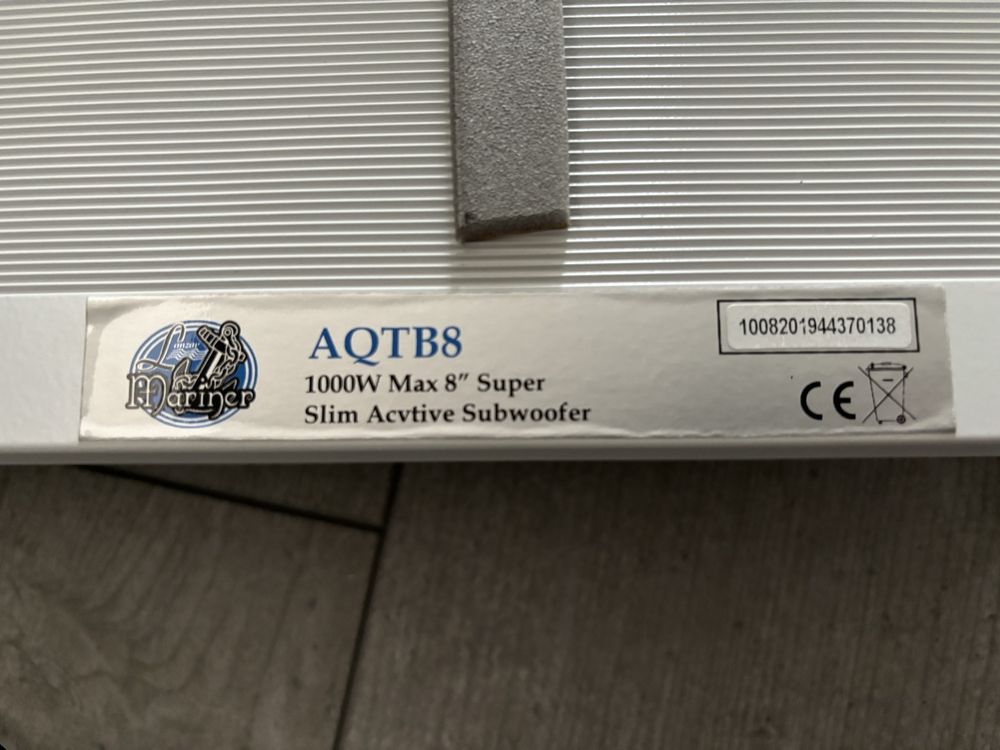 Lanzar
Mariner
AQTB8
1000W Max 8" Super
Slim Acvtive Subwoofer
1008201944370138
CE